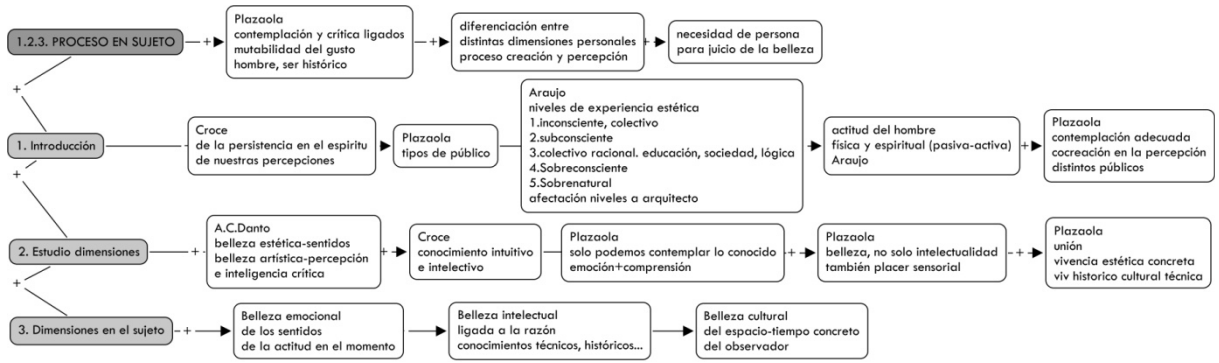 1.2.3. PROCESO EN SUJETO
Plazaola
contemplación y crítica ligados
mutabilidad del gusto
hombre, ser histórico
diferenciación entre
distintas dimensiones personales
proceso creación y percepción
necesidad de persona
para juicio de la belleza
1. Introducción
Croce
de la persistencia en el espiritu
de nuestras percepciones
Plazaola
tipos de público
Araujo
niveles de experiencia estética
1.inconsciente, colectivo
2.subconsciente
3.colectivo racional. educación, sociedad, lógica
4.Sobreconsciente
5.Sobrenatural
afectación niveles a arquitecto
actitud del hombre
física y espiritual (pasiva-activa)
Araujo
Plazaola
contemplación adecuada
cocreación en la percepción
distintos públicos
2. Estudio dimensiones
A.C.Danto
belleza estética-sentidos
belleza artística-percepción
e inteligencia crítica
Croce
conocimiento intuitivo
e intelectivo
Plazaola
solo podemos contemplar lo conocido
emoción+comprensión
Plazaola
belleza, no solo intelectualidad
también placer sensorial
Plazaola
unión
vivencia estética concreta
viv historico cultural técnica
3. Dimensiones en el sujeto
Belleza emocional
de los sentidos
de la actitud en el momento
Belleza intelectual
ligada a la razón
conocimientos técnicos, históricos...
Belleza cultural
del espacio-tiempo concreto
del observador